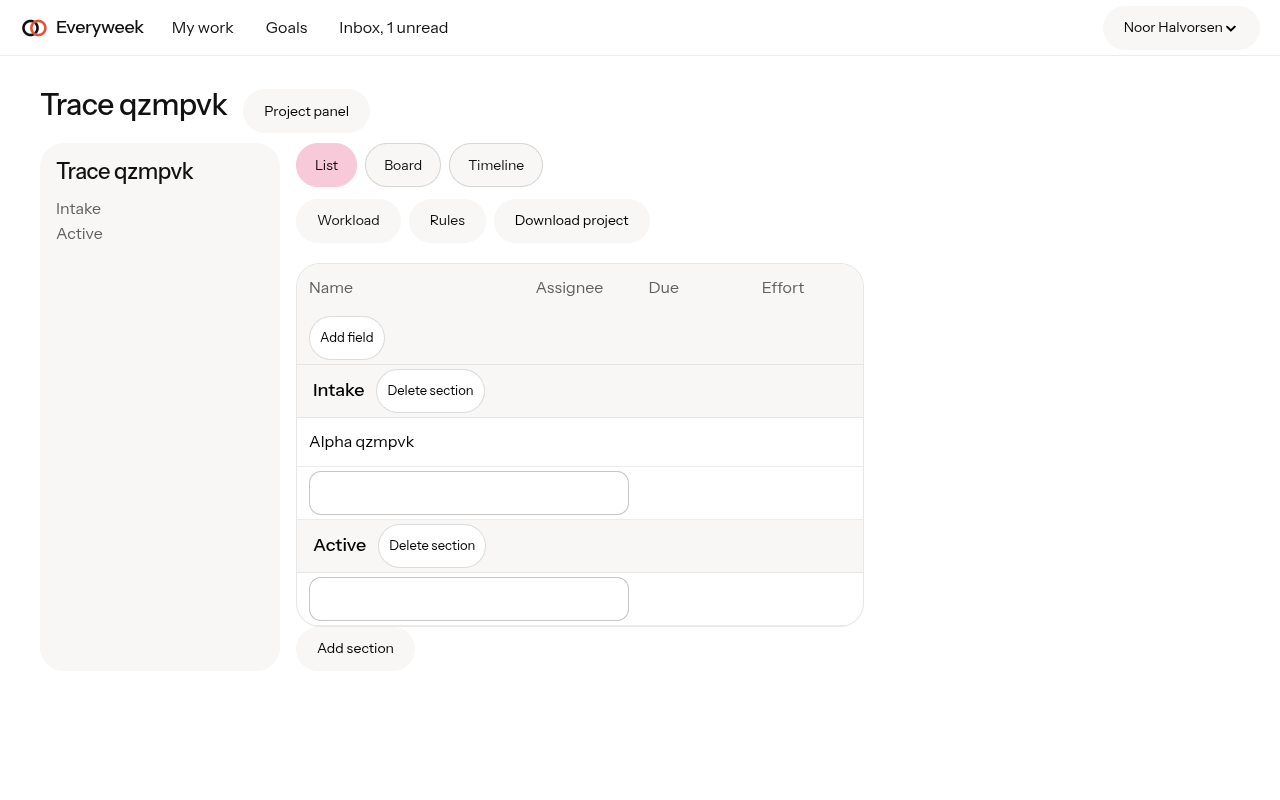 Everyweek My work Goals Inbox, 1 unread Noor Halvorsen
Trace qzmpvk Project panel
Trace qzmpvk
Intake
Active
List Board Timeline
Workload Rules Download project
Name Assignee Due Effort
Add field
Intake Delete section
Alpha qzmpvk
Active Delete section
Add section